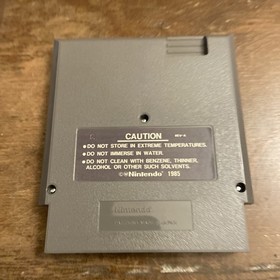 CAUTION
• DO NOT STORE IN EXTREME TEMPERATURES.
• DO NOT IMMERSE IN WATER.
• DO NOT CLEAN WITH BENZENE, THINNER,
ALCOHOL OR OTHER SUCH SOLVENTS.
©Nintendo® 1985
Nintendo